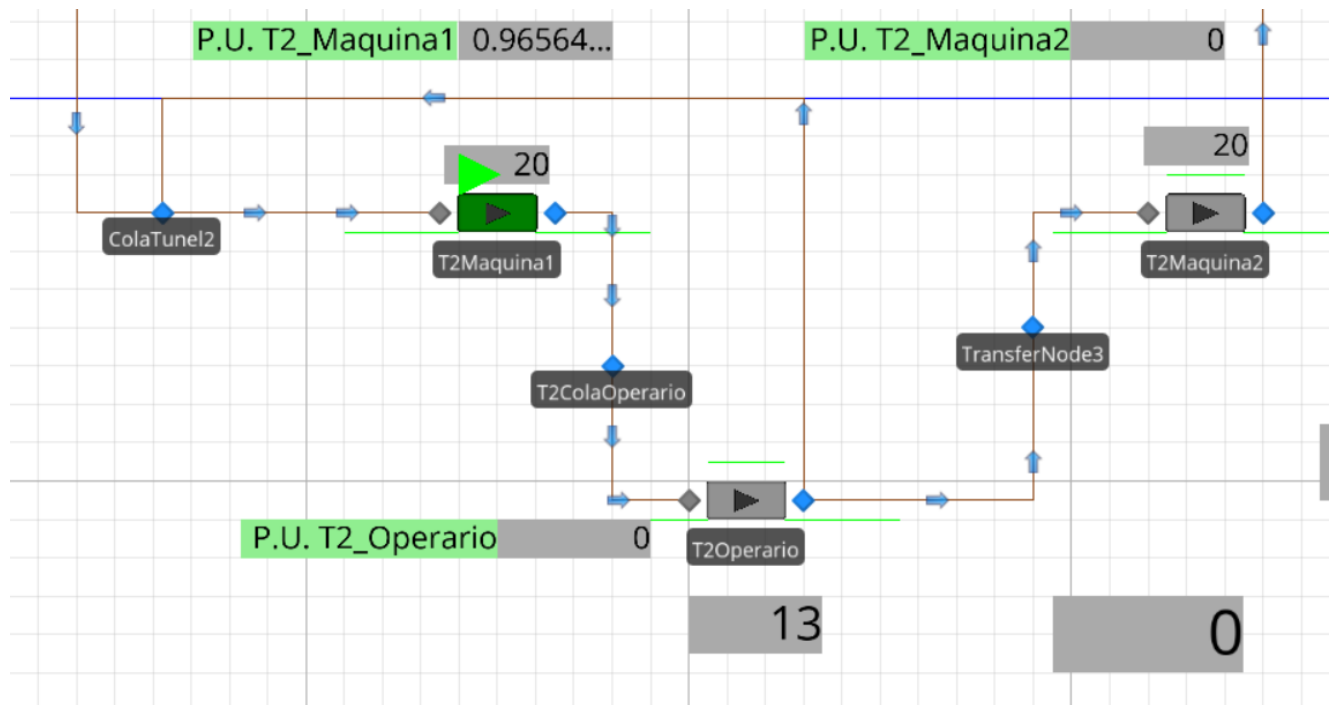 P.U. T2_Maquina1 0.96564...
P.U. T2_Maquina2 0
20
20
ColaTunel2
T2Maquina1
T2Maquina2
TransferNode3
T2ColaOperario
P.U. T2_Operario 0
T2Operario
13
0